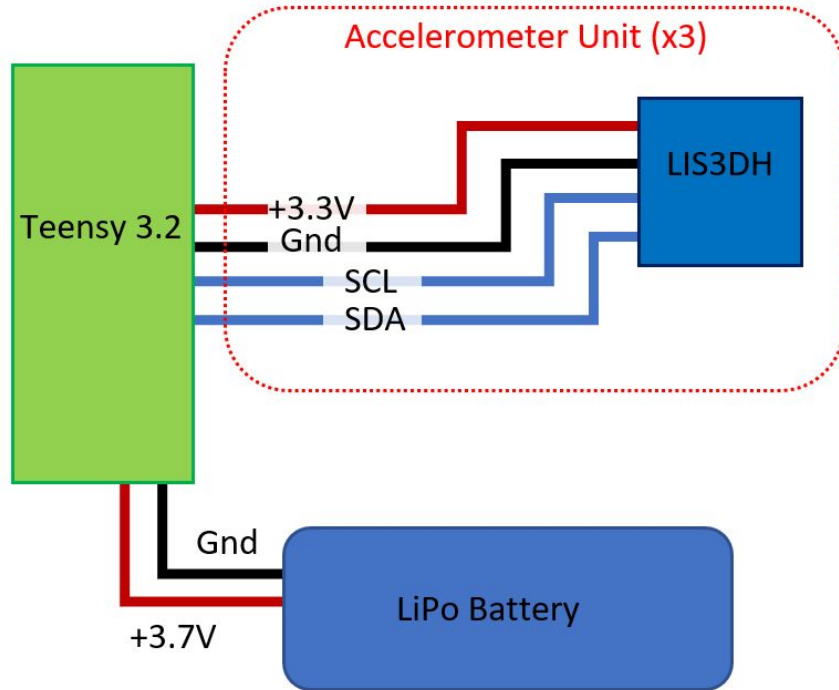 Accelerometer Unit (x3)
LIS3DH
Teensy 3.2
+3.3V
Gnd
SCL
SDA
Gnd
LiPo Battery
+3.7V